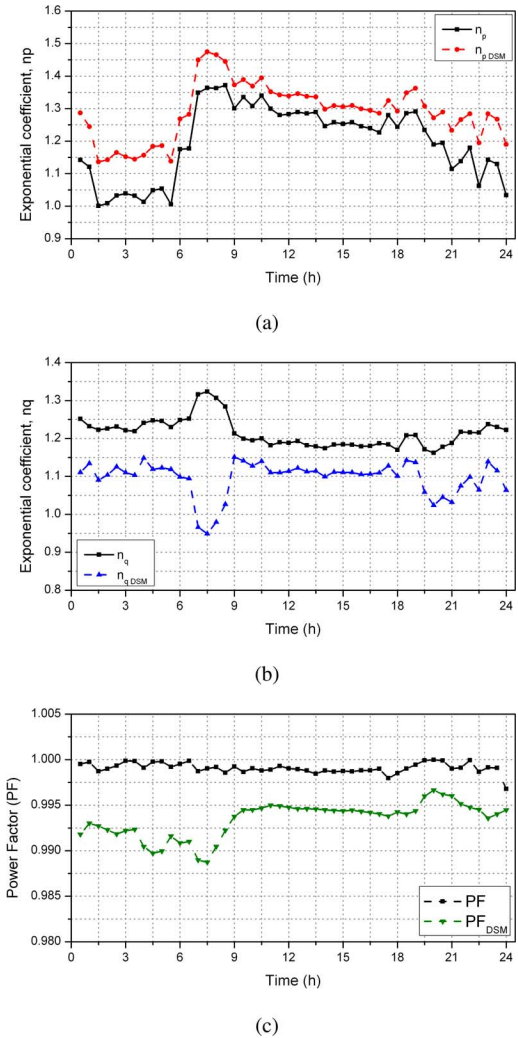 1.6
1.5
1.4
1.3
1.2
1.1
1.0
0.9
Exponential coefficient, np
n_p
n_p DSM
0 3 6 9 12 15 18 21 24
Time (h)
(a)
1.4
1.3
1.2
1.1
1.0
0.9
0.8
Exponential coefficient, nq
n_q
n_q DSM
0 3 6 9 12 15 18 21 24
Time (h)
(b)
1.005
1.000
0.995
0.990
0.985
0.980
Power Factor (PF)
PF
PF_DSM
0 3 6 9 12 15 18 21 24
Time (h)
(c)